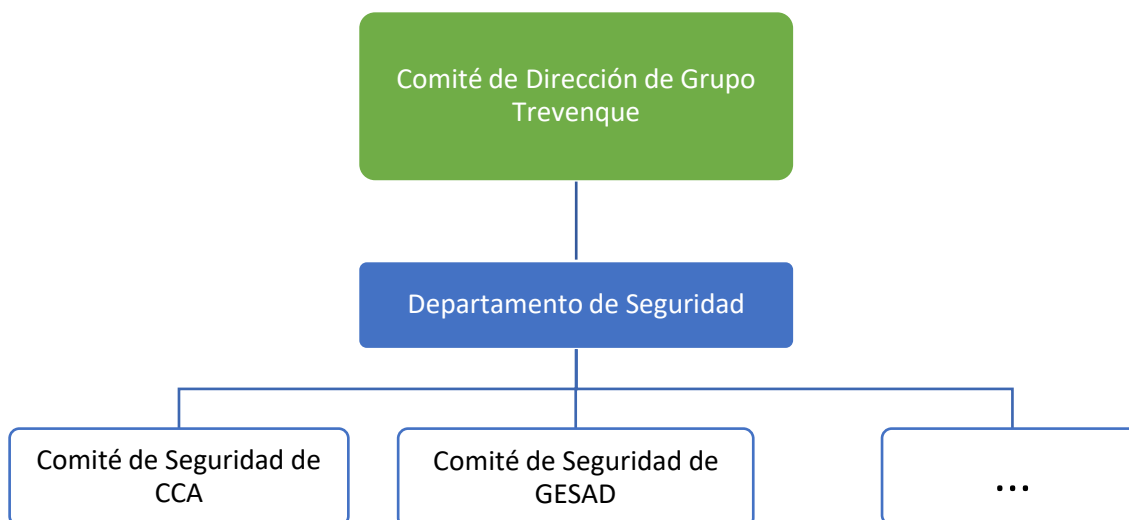 Comité de Dirección de Grupo
Trevenque
Departamento de Seguridad
Comité de Seguridad de
CCA
Comité de Seguridad de
GESAD
...